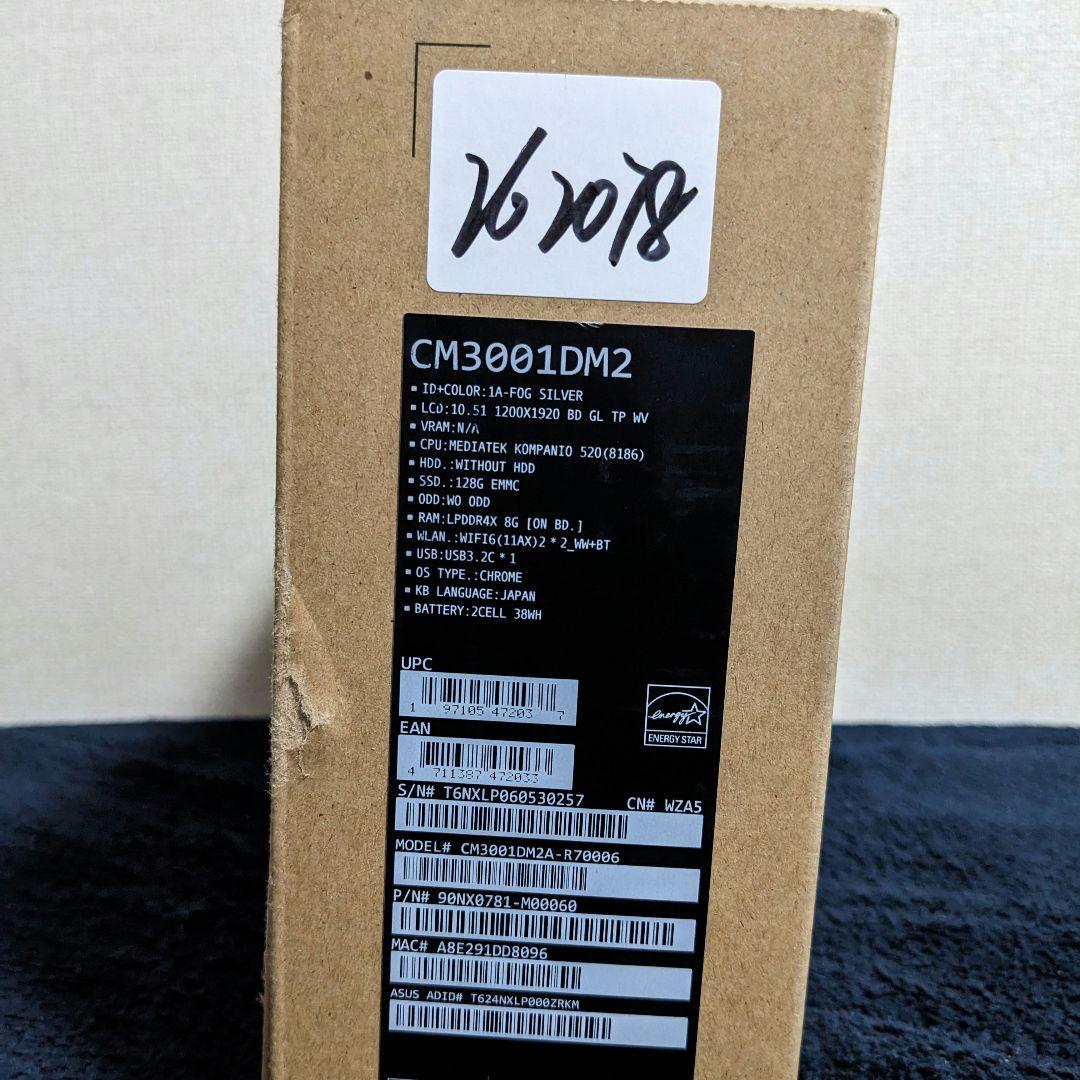 262078
CM3001DM2
▪ ID+COLOR:1A-FOG SILVER
▪ LCD:10.51 1200X1920 BD GL TP WV
▪ VRAM:N/A
▪ CPU:MEDIATEK KOMPANIO 520(8186)
▪ HDD.:WITHOUT HDD
▪ SSD.:128G EMMC
▪ ODD:WO ODD
▪ RAM:LPDDR4X 8G [ON BD.]
▪ WLAN.:WIFI6(11AX)2*2_WW+BT
▪ USB:USB3.2C*1
▪ OS TYPE.:CHROME
▪ KB LANGUAGE:JAPAN
▪ BATTERY:2CELL 38WH
UPC
1 97105 47203 7
energy
ENERGY STAR
EAN
4 711387 472033
S/N# T6NXLP060530257 CN# WZA5
MODEL# CM3001DM2A-R70006
P/N# 90NX0781-M00060
MAC# A8E291DD8096
ASUS ADID# T624NXLP000ZRKM